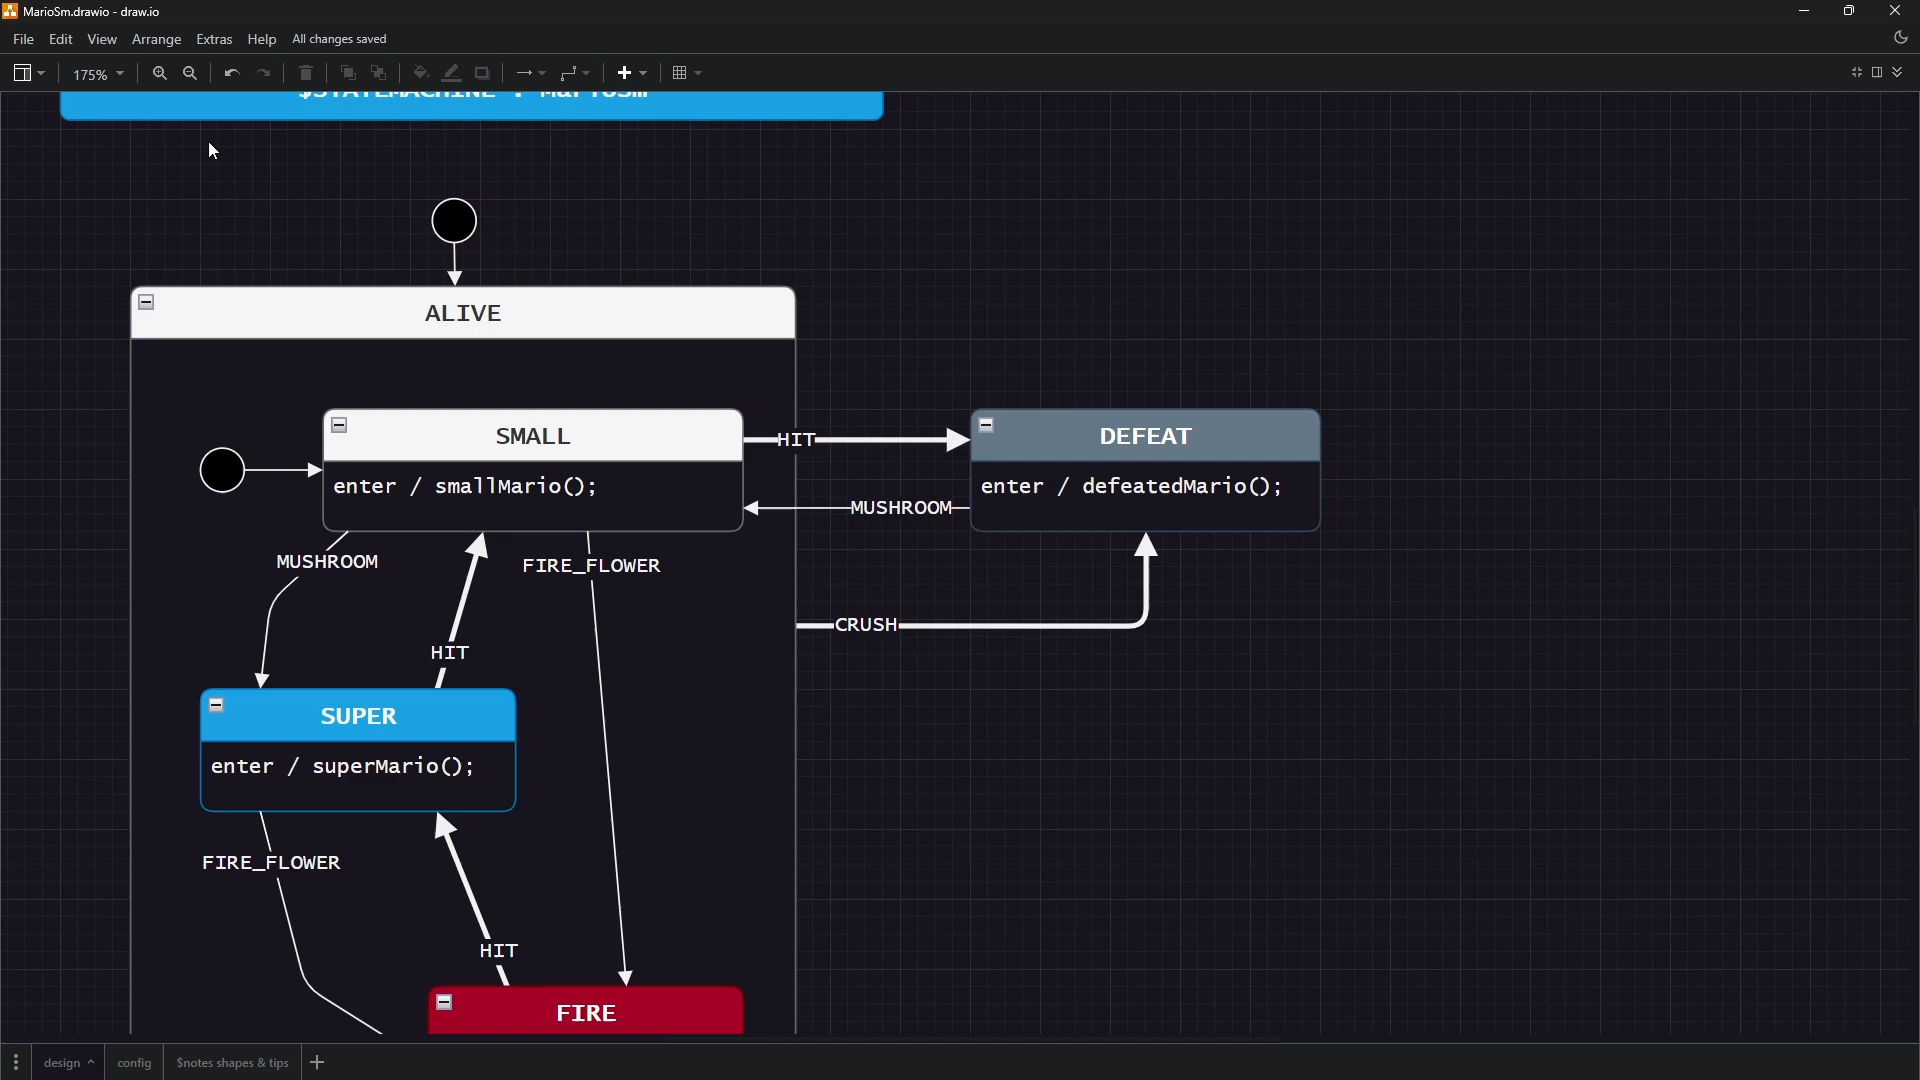 MarioSm.drawio - draw.io
File Edit View Arrange Extras Help All changes saved
175%
$STATEMACHINE : MarioSm
ALIVE
SMALL
enter / smallMario();
HIT
DEFEAT
enter / defeatedMario();
MUSHROOM
MUSHROOM
FIRE_FLOWER
CRUSH
HIT
SUPER
enter / superMario();
FIRE_FLOWER
HIT
FIRE
design config $notes shapes & tips